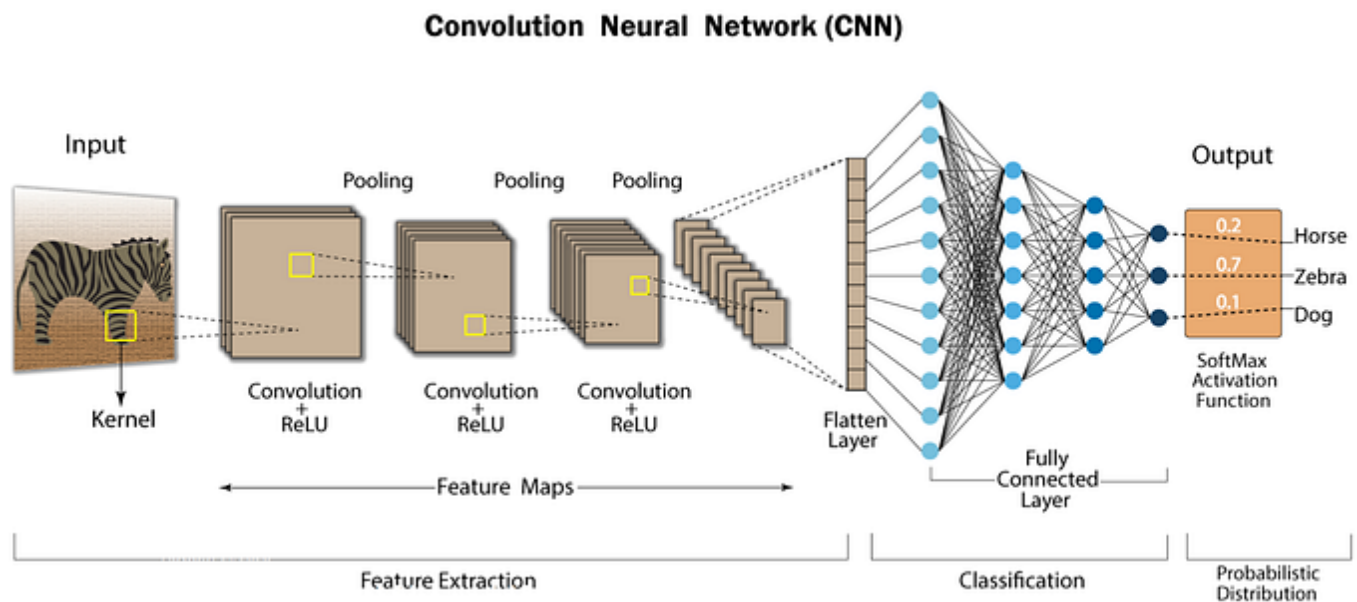 Convolution Neural Network (CNN)
Input
Output
Pooling
Pooling
Pooling
Kernel
Convolution
+
ReLU
Convolution
+
ReLU
Convolution
+
ReLU
Flatten
Layer
0.2
0.7
0.1
Horse
Zebra
Dog
SoftMax
Activation
Function
Fully
Connected
Layer
Feature Maps
Feature Extraction
Classification
Probabilistic
Distribution